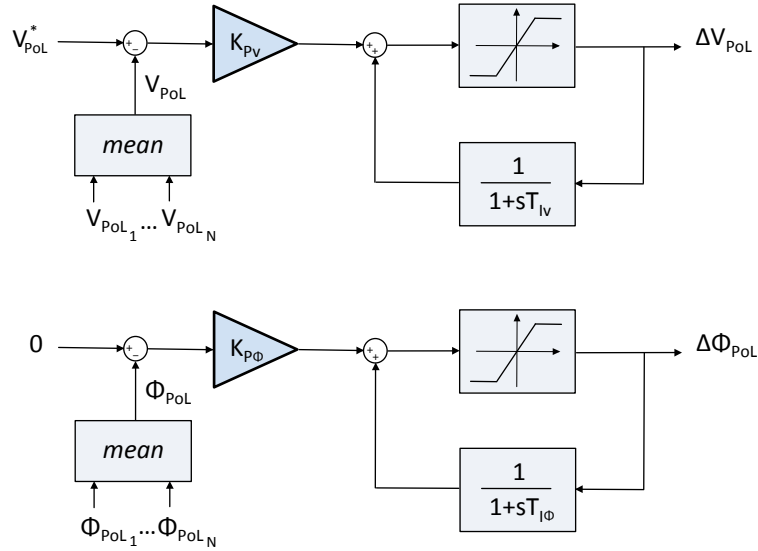 V*PoL + − KPv + + ΔVPoL
VPoL
mean
1
1+sTIv
VPoL1 ... VPoLN
0 + − KPΦ + + ΔΦPoL
ΦPoL
mean
1
1+sTIΦ
ΦPoL1 ... ΦPoLN